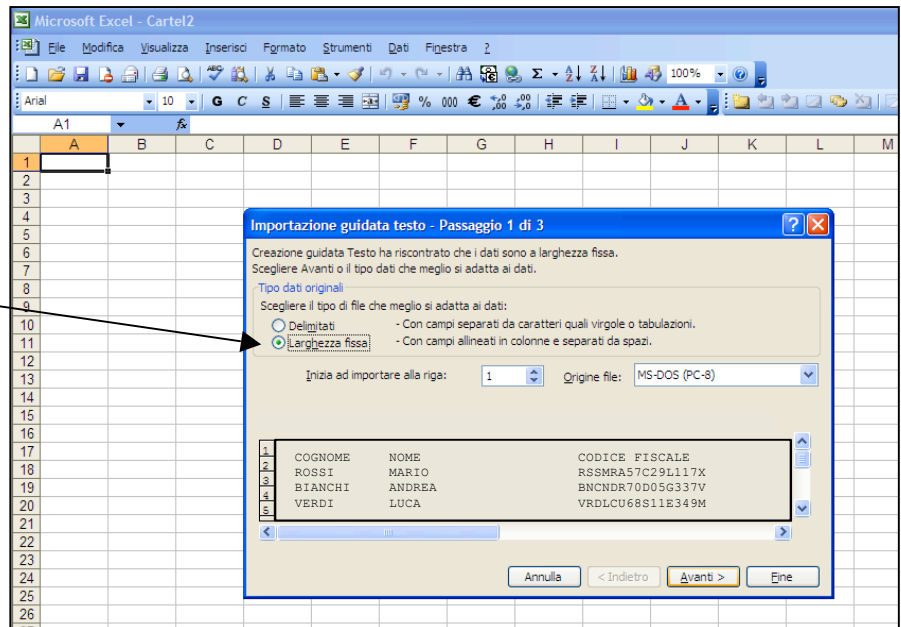 Microsoft Excel - Cartel2
File Modifica Visualizza Inserisci Formato Strumenti Dati Finestra ?
100%
Arial 10 G C S % 000 € ,00 ,00 A
A1 fx
A B C D E F G H I J K L M
1
2
3
4
Importazione guidata testo - Passaggio 1 di 3
5
6
Creazione guidata Testo ha riscontrato che i dati sono a larghezza fissa.
7
Scegliere Avanti o il tipo dati che meglio si adatta ai dati.
8
Tipo dati originali
9
Scegliere il tipo di file che meglio si adatta ai dati:
10
Delimitati - Con campi separati da caratteri quali virgole o tabulazioni.
11
Larghezza fissa - Con campi allineati in colonne e separati da spazi.
12
13
Inizia ad importare alla riga: 1 Origine file: MS-DOS (PC-8)
14
15
16
17
1 COGNOME NOME CODICE FISCALE
18
2 ROSSI MARIO RSSMRA57C29L117X
19
3 BIANCHI ANDREA BNCNDR70D05G337V
20
4 VERDI LUCA VRDLCU68S11E349M
5
21
22
23
24
Annulla < Indietro Avanti > Fine
25
26